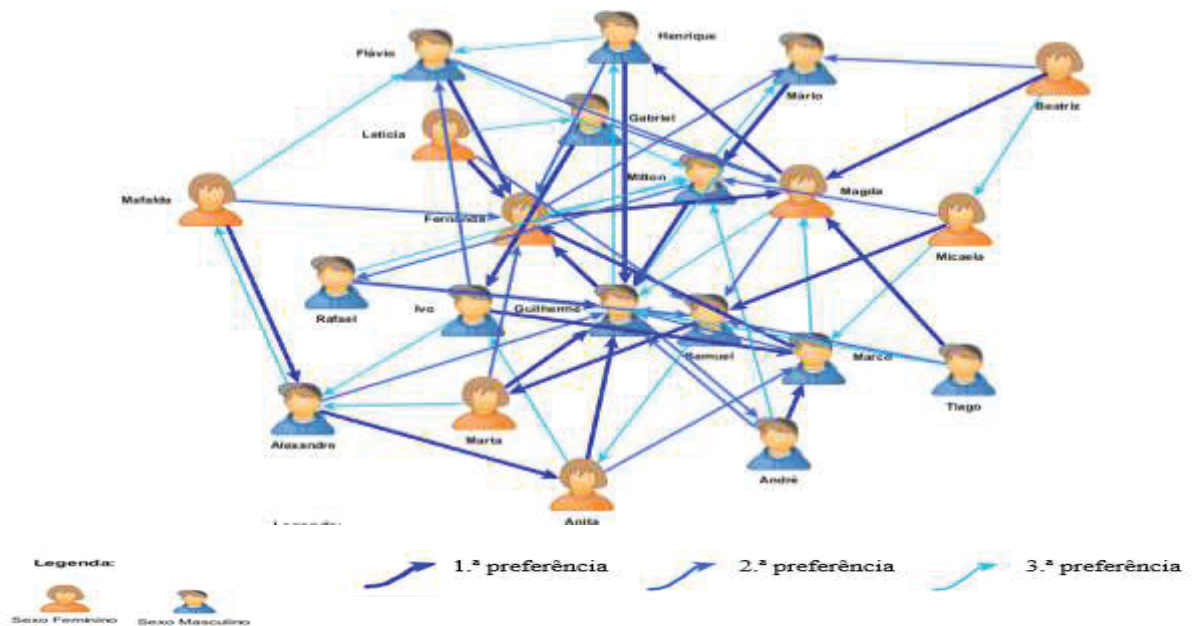 Flávio
Henrique
Mário
Beatriz
Letícia
Gabriel
Milton
Magda
Mafalda
Fernanda
Micaela
Rafael
Ivo
Guilherme
Samuel
Marco
Tiago
Alexandre
Marta
André
Anita
Legenda:
Legenda:
1.ª preferência
2.ª preferência
3.ª preferência
Sexo Feminino
Sexo Masculino